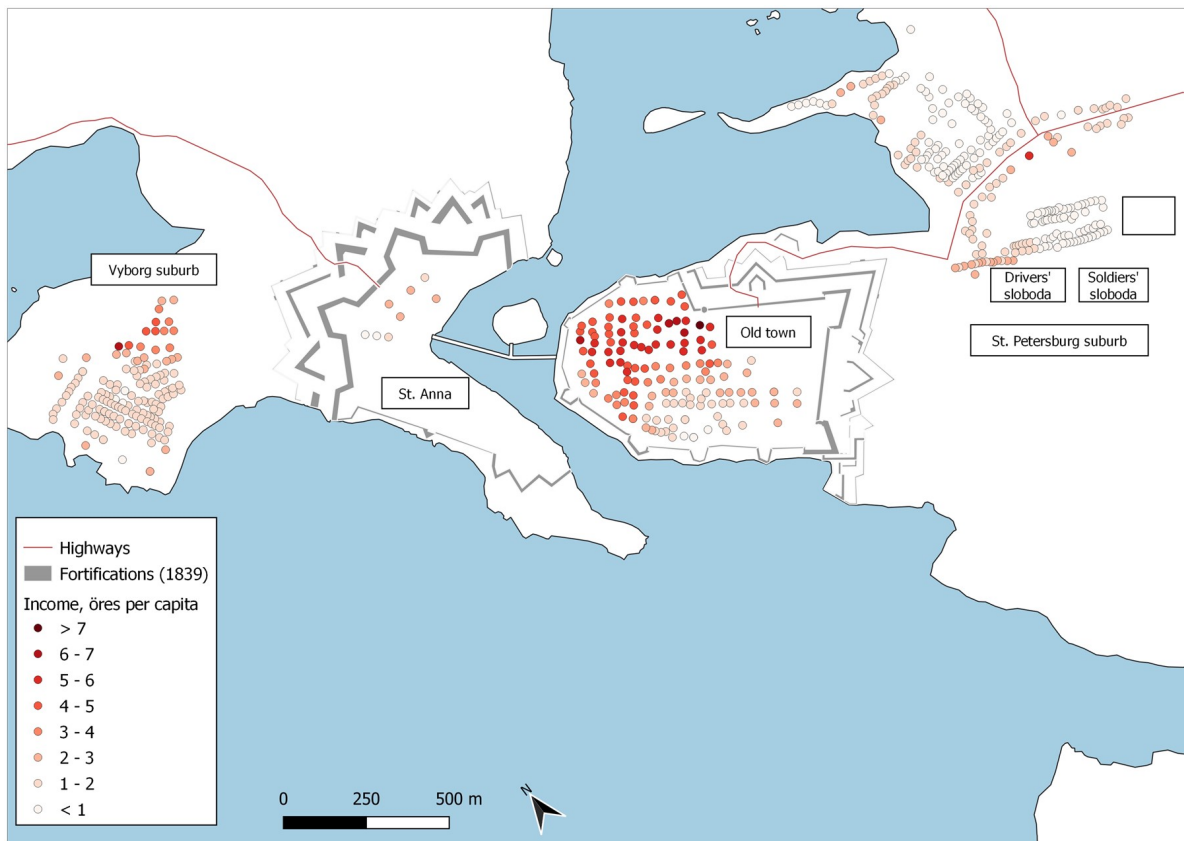 Vyborg suburb
St. Anna
Old town
Drivers'
sloboda
Soldiers'
sloboda
St. Petersburg suburb
Highways
Fortifications (1839)
Income, öres per capita
> 7
6 - 7
5 - 6
4 - 5
3 - 4
2 - 3
1 - 2
< 1
0 250 500 m
N